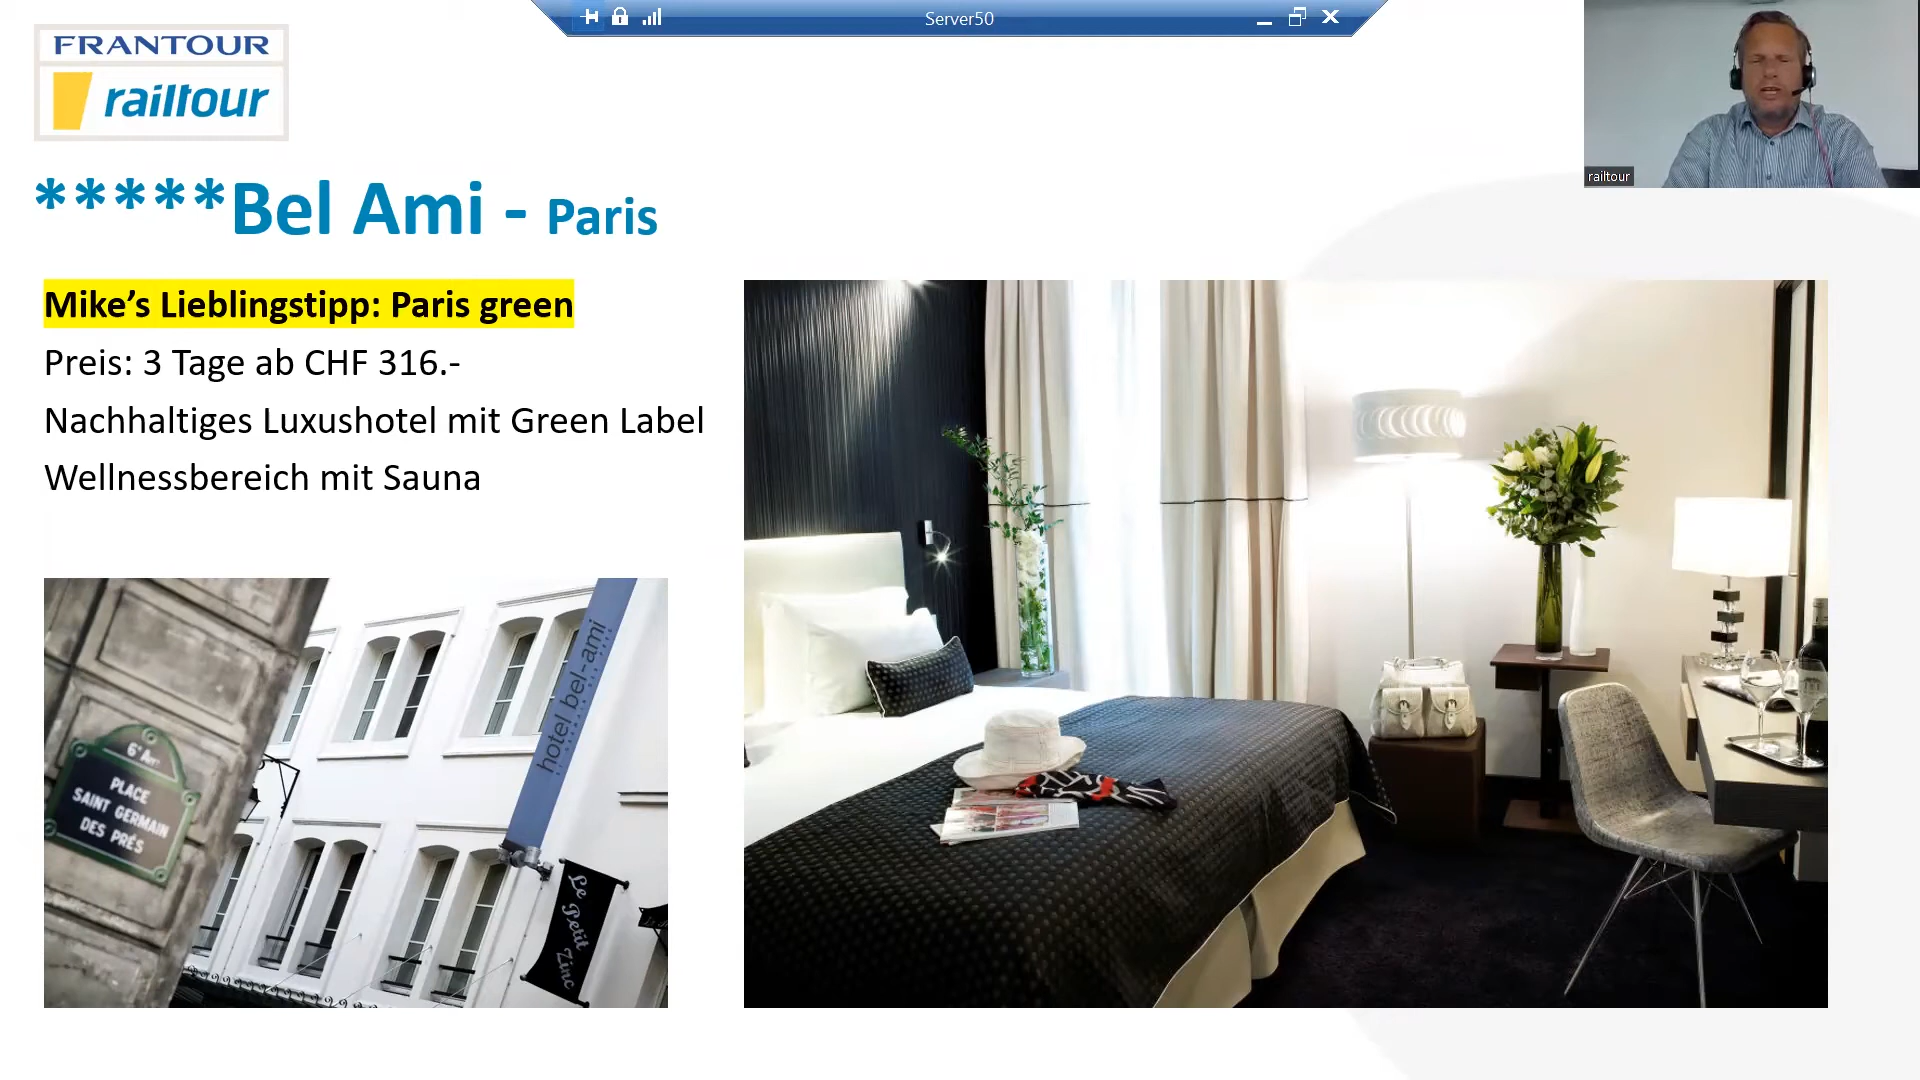 Server50
FRANTOUR
railtour
railtour
*****Bel Ami - Paris
Mike’s Lieblingstipp: Paris green
Preis: 3 Tage ab CHF 316.-
Nachhaltiges Luxushotel mit Green Label
Wellnessbereich mit Sauna
hotel bel-ami
6e Arrt
PLACE
SAINT GERMAIN
DES PRÉS
Le Petit Zinc